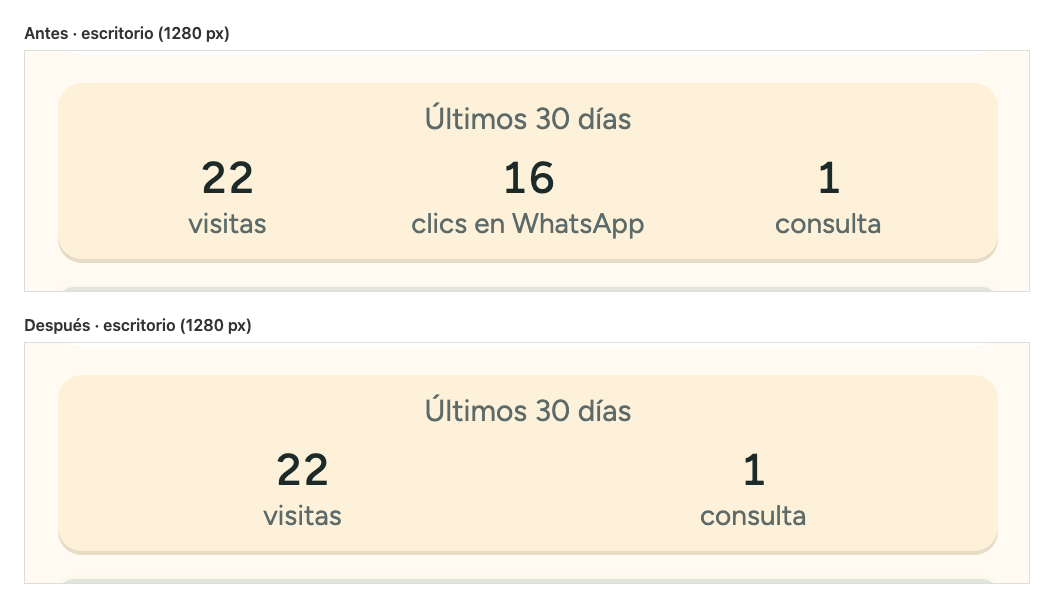 Antes · escritorio (1280 px)
Últimos 30 días
22 16 1
visitas clics en WhatsApp consulta
Después · escritorio (1280 px)
Últimos 30 días
22 1
visitas consulta